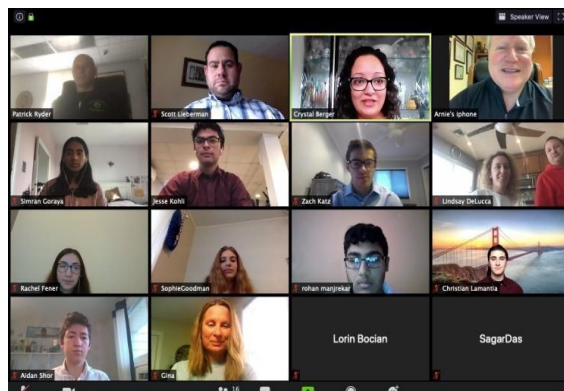 Speaker View
Patrick Ryder
Scott Lieberman
Crystal Berger
Arnie's iphone
Simran Goraya
Jesse Kohli
Zach Katz
Lindsay DeLucca
Rachel Fener
SophieGoodman
rohan manjrekar
Christian Lamantia
Aidan Shor
Gina
Lorin Bocian
SagarDas
16